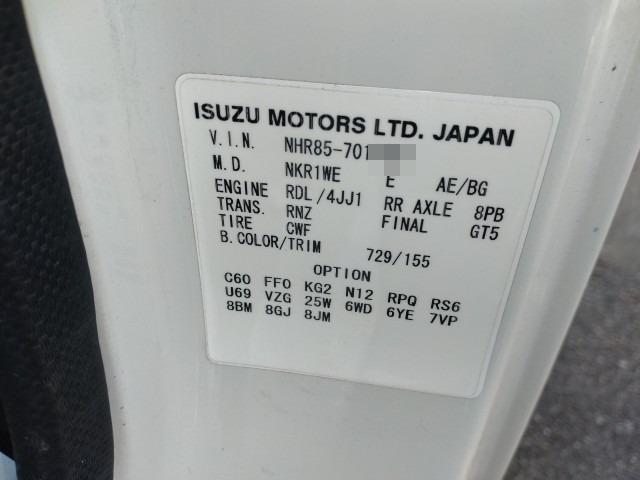 ISUZU MOTORS LTD. JAPAN
V.I.N. NHR85-701
M.D. NKR1WE E AE/BG
ENGINE RDL/4JJ1 RR AXLE 8PB
TRANS. RNZ FINAL GT5
TIRE CWF
B.COLOR/TRIM 729/155
OPTION
C60 FF0 KG2 N12 RPQ RS6
U69 VZG 25W 6WD 6YE 7VP
8BM 8GJ 8JM